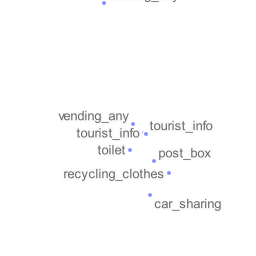 vending_any
tourist_info
tourist_info
toilet
post_box
recycling_clothes
car_sharing